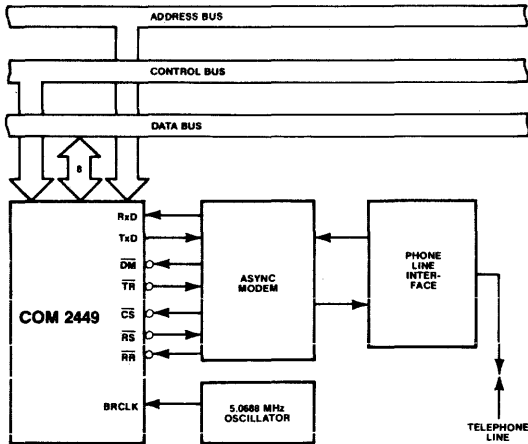 ADDRESS BUS
CONTROL BUS
DATA BUS
8
RxD
TxD
DM
TR
COM 2449
CS
RS
RR
BRCLK
ASYNC
MODEM
5.0688 MHz
OSCILLATOR
PHONE
LINE
INTER-
FACE
TELEPHONE
LINE